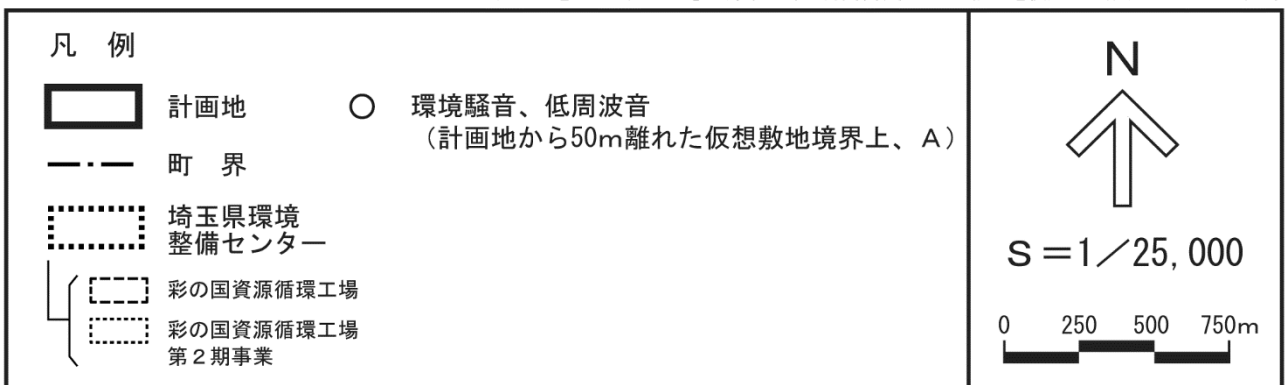 凡 例
計画地
○ 環境騒音、低周波音
（計画地から50ｍ離れた仮想敷地境界上、Ａ）
町 界
埼玉県環境
整備センター
彩の国資源循環工場
彩の国資源循環工場
第２期事業
Ｎ
Ｓ＝1／25,000
0 250 500 750m